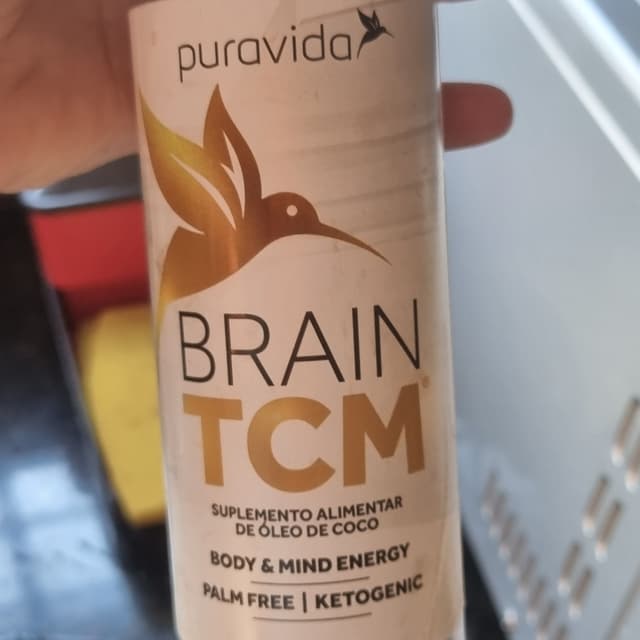 puravida
BRAIN
TCM®
SUPLEMENTO ALIMENTAR
DE ÓLEO DE COCO
BODY & MIND ENERGY
PALM FREE | KETOGENIC